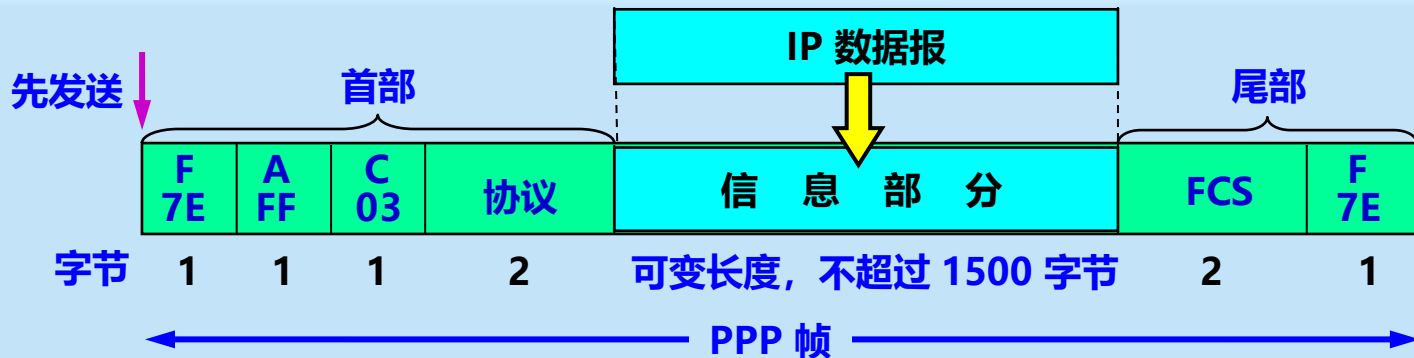 IP 数据报
先发送
首部
尾部
F
7E
A
FF
C
03
协议
信 息 部 分
FCS
F
7E
字节 1 1 1 2 可变长度，不超过 1500 字节 2 1
PPP 帧